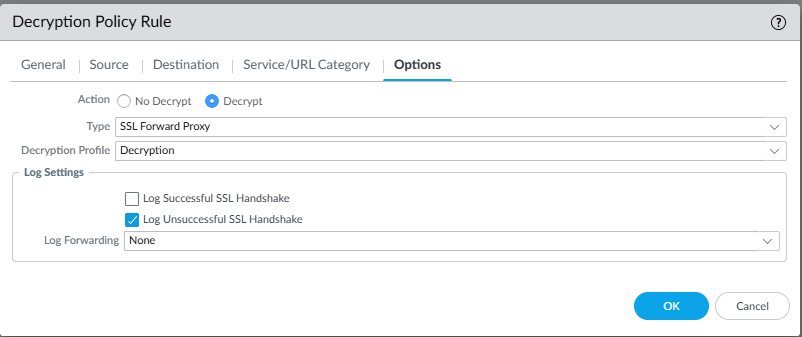 Decryption Policy Rule
General | Source | Destination | Service/URL Category | Options
Action No Decrypt Decrypt
Type SSL Forward Proxy
Decryption Profile Decryption
Log Settings
Log Successful SSL Handshake
Log Unsuccessful SSL Handshake
Log Forwarding None
OK Cancel